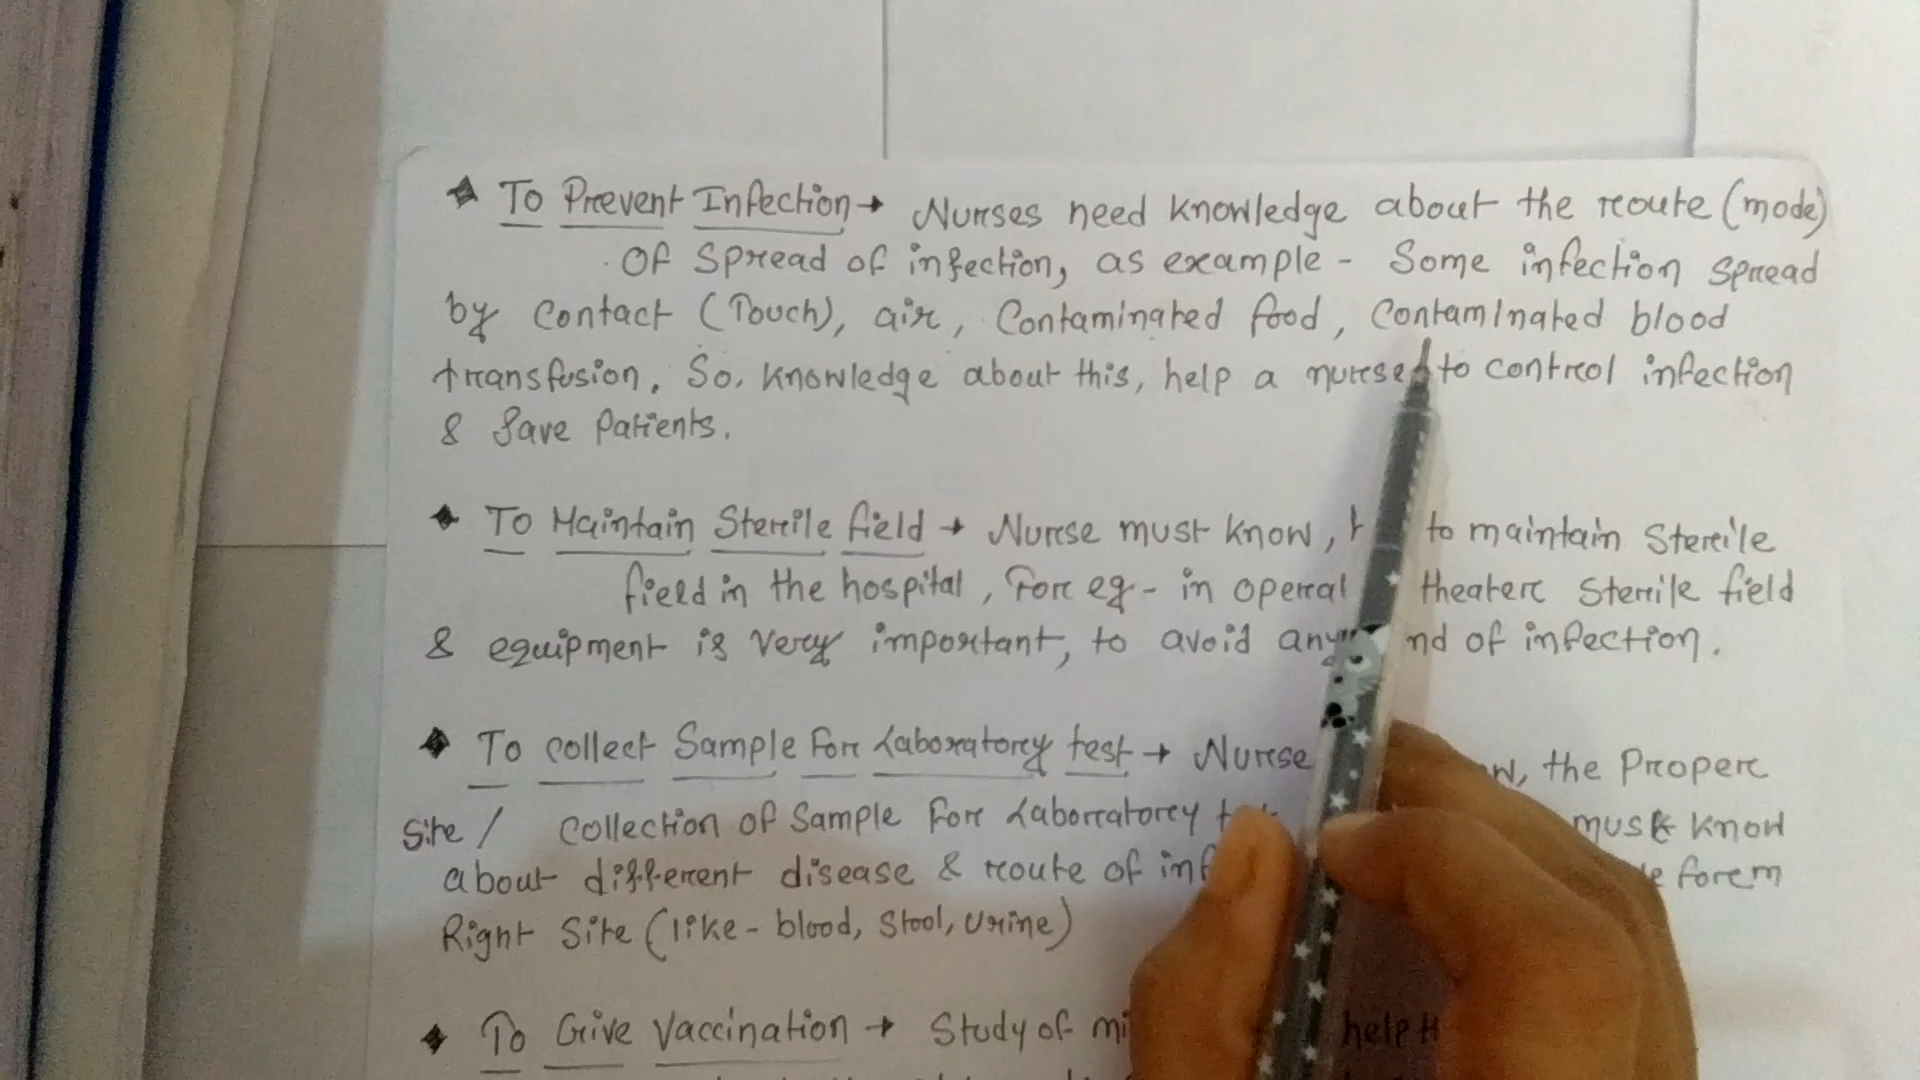 To Prevent Infection → Nurses need knowledge about the route (mode)
of spread of infection, as example - Some infection spread
by Contact (Touch), air, Contaminated food, Contaminated blood
transfusion. So, knowledge about this, help a nurse to control infection
& Save Patients.
To Maintain Sterile field → Nurse must know, to maintain Sterile
field in the hospital, For eg - in theater Sterile field
& equipment is very important, to avoid any of infection.
To collect Sample For Laboratory test → Nurse the Proper
Site / Collection of Sample For Laboratory must know
about different disease & route of
Right Site (like - blood, Stool, Urine)
To Give Vaccination → Study of help